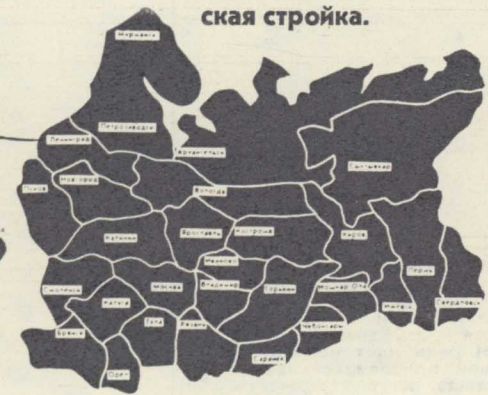 ская стройка.
Мурманск
Петрозаводск
Ленинград
Архангельск
Сыктывкар
Псков
Новгород
Вологда
Калинин
Ярославль
Кострома
Киров
Иваново
Пермь
Смоленск
Москва
Владимир
Горький
Йошкар-Ола
Калуга
Ижевск
Свердловск
Тула
Рязань
Чебоксары
Брянск
Саранск
Орел